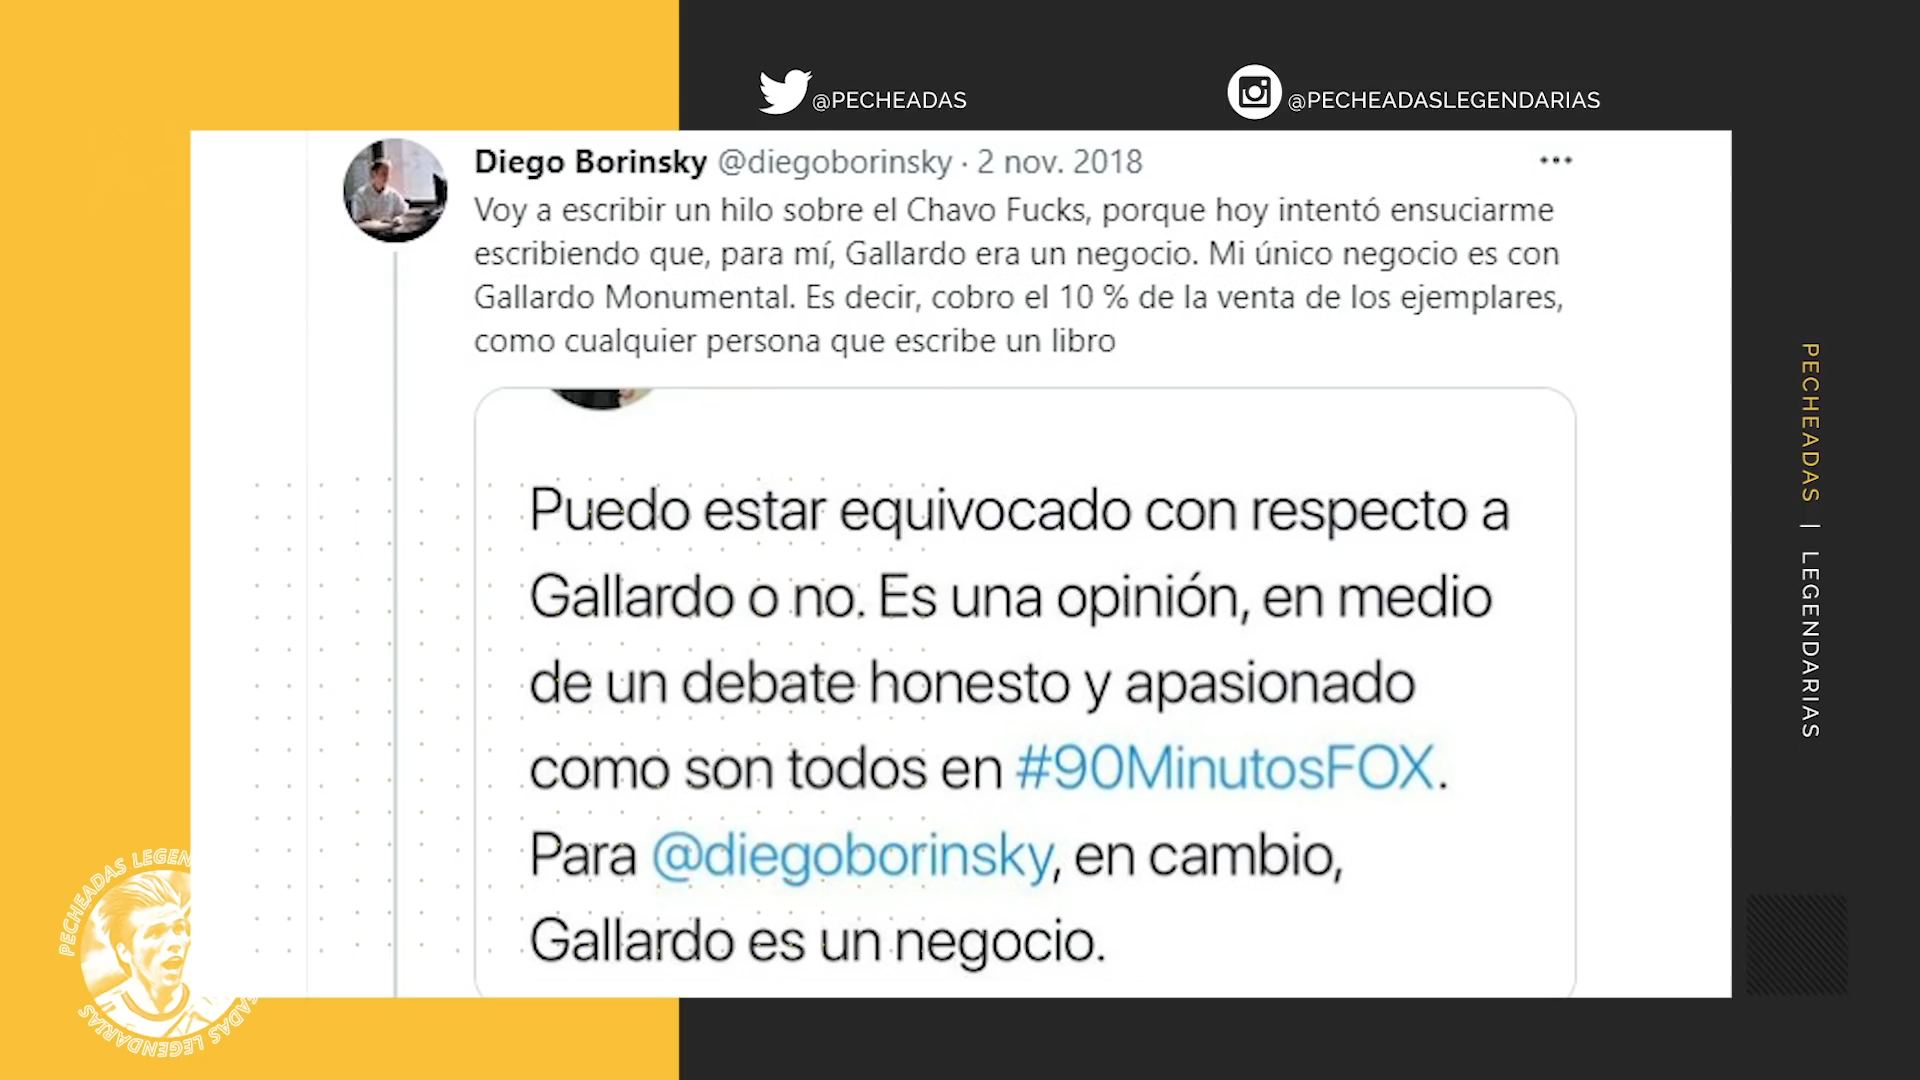 @PECHEADAS
@PECHEADASLEGENDARIAS
Diego Borinsky @diegoborinsky · 2 nov. 2018
Voy a escribir un hilo sobre el Chavo Fucks, porque hoy intentó ensuciarme
escribiendo que, para mí, Gallardo era un negocio. Mi único negocio es con
Gallardo Monumental. Es decir, cobro el 10 % de la venta de los ejemplares,
como cualquier persona que escribe un libro
Puedo estar equivocado con respecto a
Gallardo o no. Es una opinión, en medio
de un debate honesto y apasionado
como son todos en #90MinutosFOX.
Para @diegoborinsky, en cambio,
Gallardo es un negocio.
PECHEADAS | LEGENDARIAS
PECHEADAS LEGEN
ADAS LEGENDARIAS